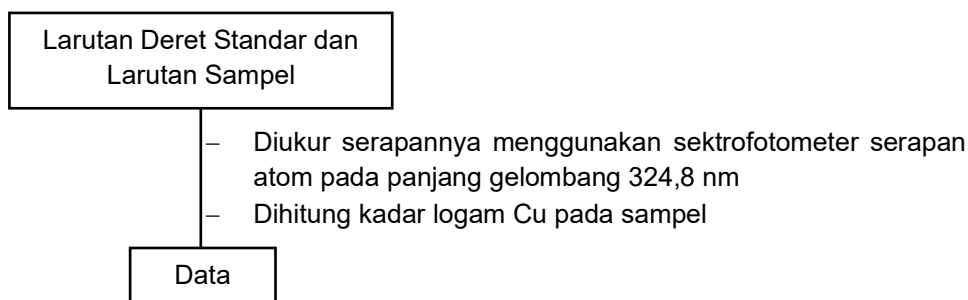 Larutan Deret Standar dan
Larutan Sampel
– Diukur serapannya menggunakan sektrofotometer serapan
atom pada panjang gelombang 324,8 nm
– Dihitung kadar logam Cu pada sampel
Data